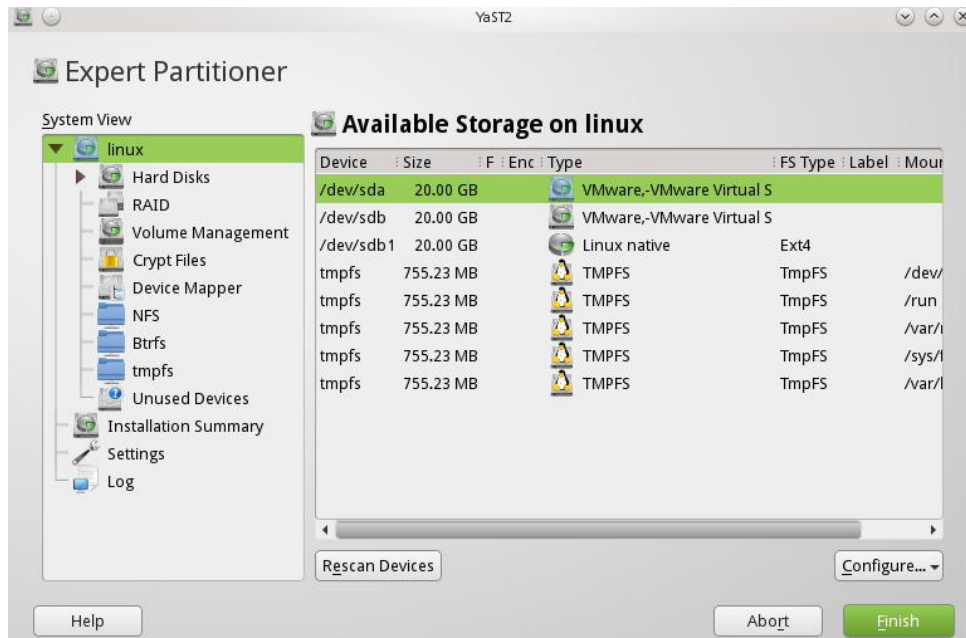 YaST2
Expert Partitioner
System View
linux
Hard Disks
RAID
Volume Management
Crypt Files
Device Mapper
NFS
Btrfs
tmpfs
Unused Devices
Installation Summary
Settings
Log
Available Storage on linux
Device Size F Enc Type FS Type Label Moun
/dev/sda 20.00 GB VMware,-VMware Virtual S
/dev/sdb 20.00 GB VMware,-VMware Virtual S
/dev/sdb1 20.00 GB Linux native Ext4
tmpfs 755.23 MB TMPFS TmpFS /dev/
tmpfs 755.23 MB TMPFS TmpFS /run
tmpfs 755.23 MB TMPFS TmpFS /var/
tmpfs 755.23 MB TMPFS TmpFS /sys/
tmpfs 755.23 MB TMPFS TmpFS /var/
Rescan Devices
Configure...
Help
Abort
Finish